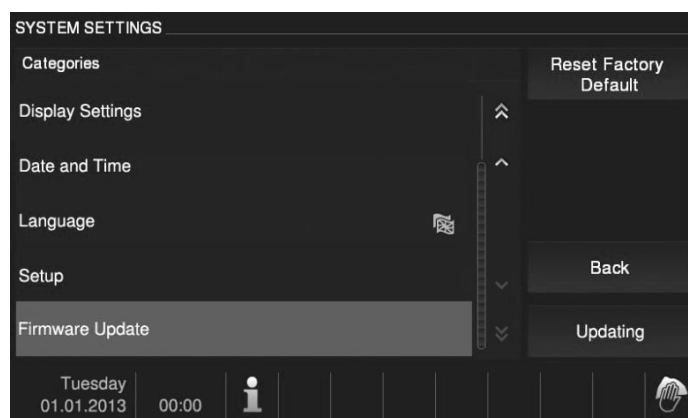 SYSTEM SETTINGS
Categories
Display Settings
Date and Time
Language
Setup
Firmware Update
Reset Factory
Default
Back
Updating
Tuesday
01.01.2013
00:00